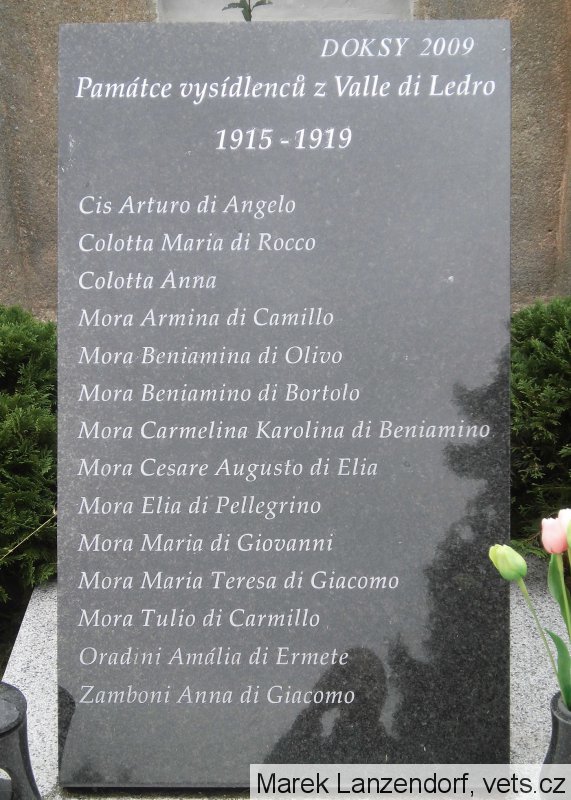 DOKSY 2009
Památce vysídlenců z Valle di Ledro
1915 - 1919
Cis Arturo di Angelo
Colotta Maria di Rocco
Colotta Anna
Mora Armina di Camillo
Mora Beniamina di Olivo
Mora Beniamino di Bortolo
Mora Carmelina Karolina di Beniamino
Mora Cesare Augusto di Elia
Mora Elia di Pellegrino
Mora Maria di Giovanni
Mora Maria Teresa di Giacomo
Mora Tulio di Carmillo
Oradini Amália di Ermete
Zamboni Anna di Giacomo
Marek Lanzendorf, vets.cz